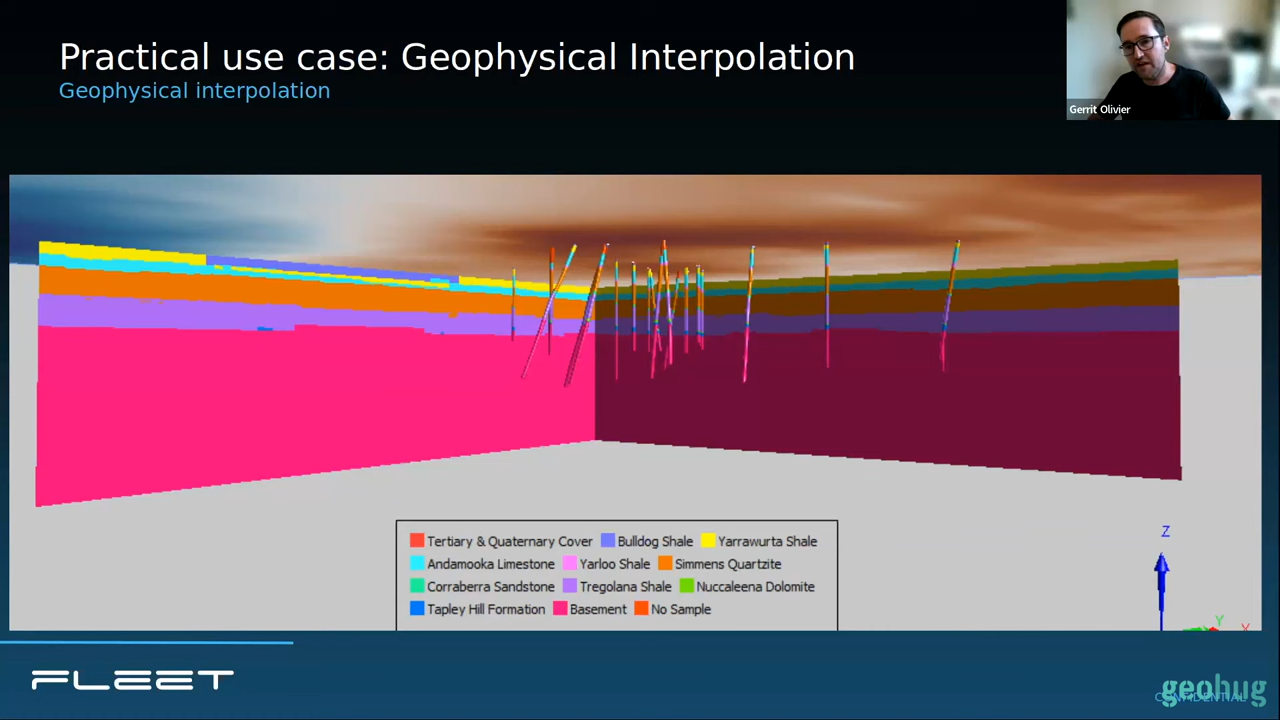 Practical use case: Geophysical Interpolation
Geophysical interpolation
Gerrit Olivier
Tertiary & Quaternary Cover Bulldog Shale Yarrawurta Shale
Andamooka Limestone Yarloo Shale Simmens Quartzite
Corraberra Sandstone Tregolana Shale Nuccaleena Dolomite
Tapley Hill Formation Basement No Sample
Z
Y
X
FLEET
geohug
CONFIDENTIAL